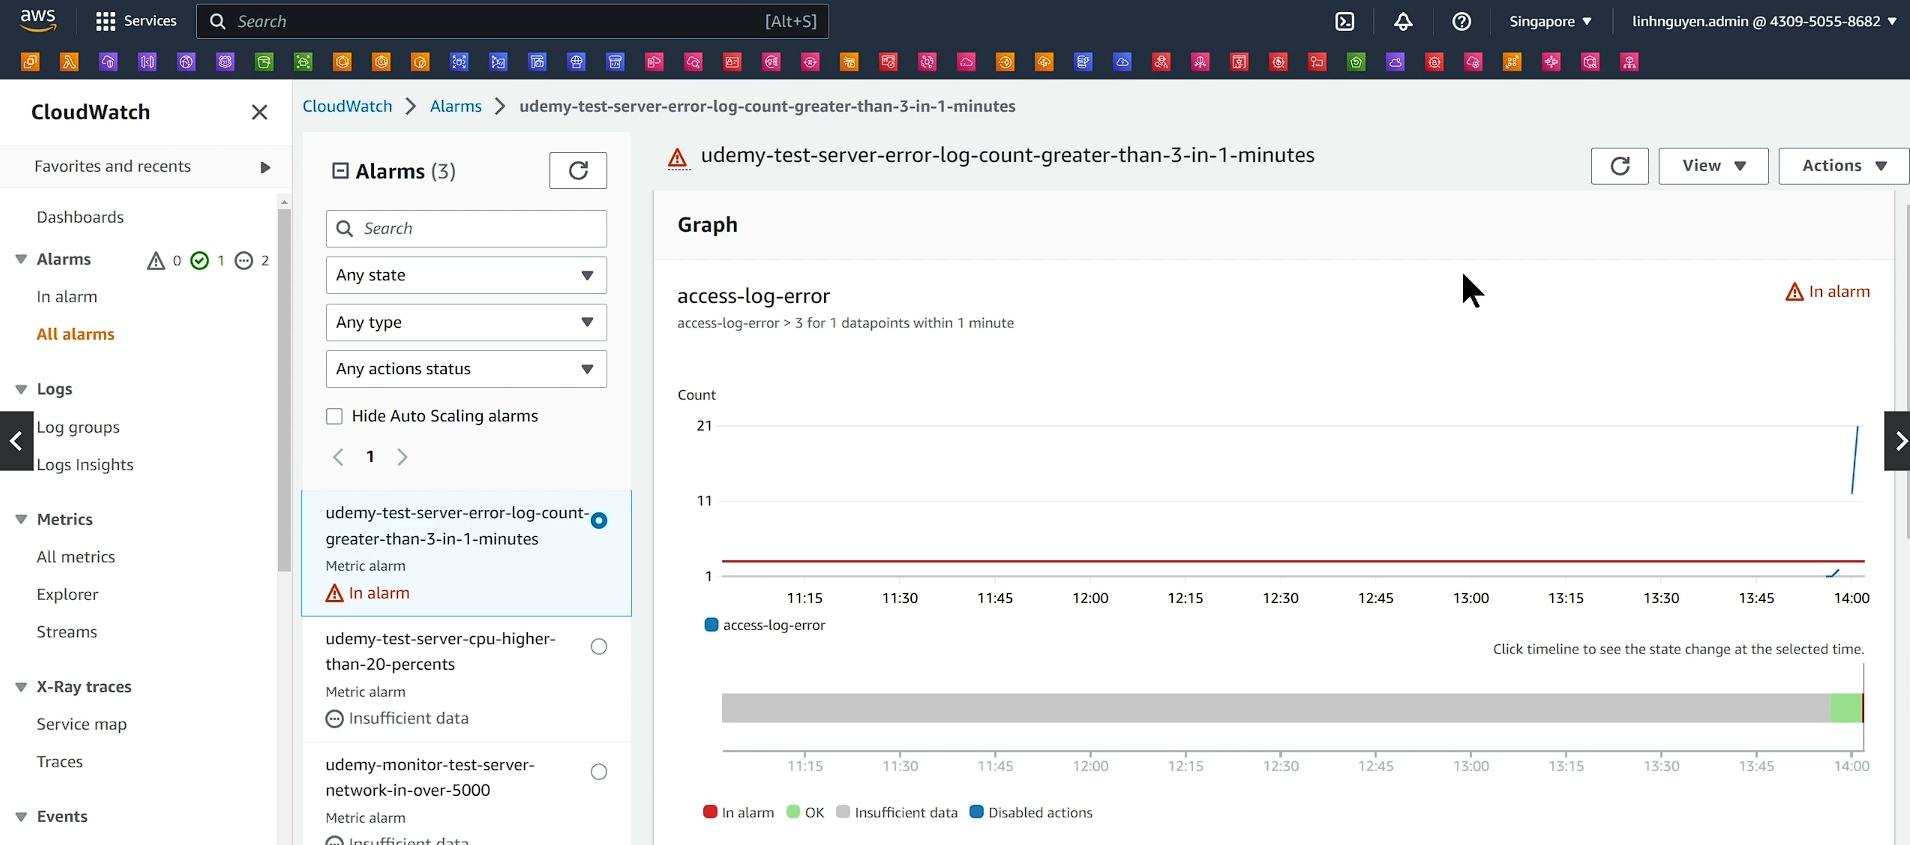 aws
Services
Search
[Alt+S]
Singapore
linhnguyen.admin @ 4309-5055-8682
CloudWatch
Favorites and recents
Dashboards
Alarms 0 1 2
In alarm
All alarms
Logs
Log groups
Logs Insights
Metrics
All metrics
Explorer
Streams
X-Ray traces
Service map
Traces
Events
CloudWatch
Alarms
udemy-test-server-error-log-count-greater-than-3-in-1-minutes
Alarms (3)
Search
Any state
Any type
Any actions status
Hide Auto Scaling alarms
1
udemy-test-server-error-log-count-
greater-than-3-in-1-minutes
Metric alarm
In alarm
udemy-test-server-cpu-higher-
than-20-percents
Metric alarm
Insufficient data
udemy-monitor-test-server-
network-in-over-5000
Metric alarm
Insufficient data
udemy-test-server-error-log-count-greater-than-3-in-1-minutes
View
Actions
Graph
access-log-error
In alarm
access-log-error > 3 for 1 datapoints within 1 minute
Count
21
11
1
11:15 11:30 11:45 12:00 12:15 12:30 12:45 13:00 13:15 13:30 13:45 14:00
access-log-error
Click timeline to see the state change at the selected time.
11:15 11:30 11:45 12:00 12:15 12:30 12:45 13:00 13:15 13:30 13:45 14:00
In alarm OK Insufficient data Disabled actions